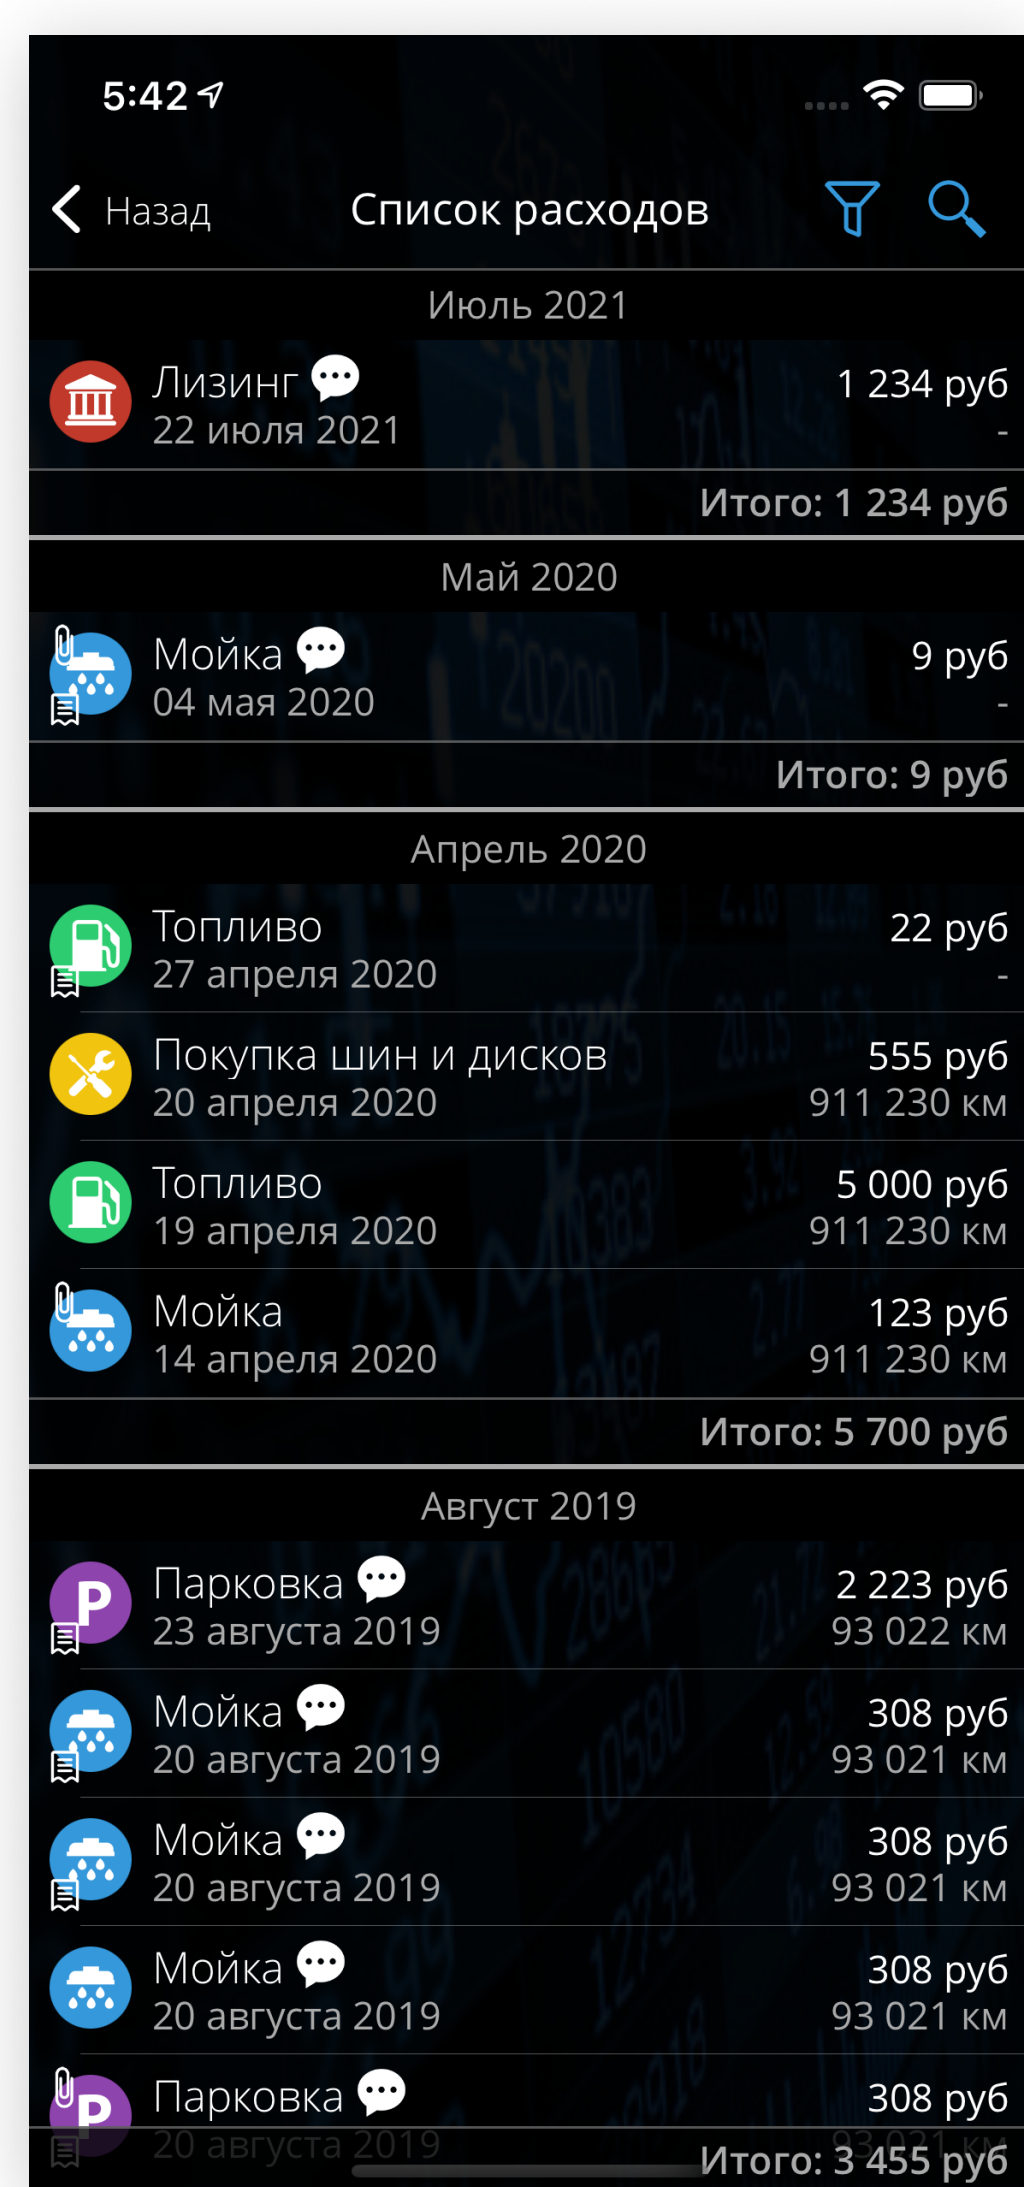 5:42
Назад
Список расходов
Июль 2021
Лизинг
1 234 руб
22 июля 2021
-
Итого: 1 234 руб
Май 2020
Мойка
9 руб
04 мая 2020
-
Итого: 9 руб
Апрель 2020
Топливо
22 руб
27 апреля 2020
-
Покупка шин и дисков
555 руб
20 апреля 2020
911 230 км
Топливо
5 000 руб
19 апреля 2020
911 230 км
Мойка
123 руб
14 апреля 2020
911 230 км
Итого: 5 700 руб
Август 2019
P
Парковка
2 223 руб
23 августа 2019
93 022 км
Мойка
308 руб
20 августа 2019
93 021 км
Мойка
308 руб
20 августа 2019
93 021 км
Мойка
308 руб
20 августа 2019
93 021 км
P
Парковка
308 руб
20 августа 2019
93 021 км
Итого: 3 455 руб